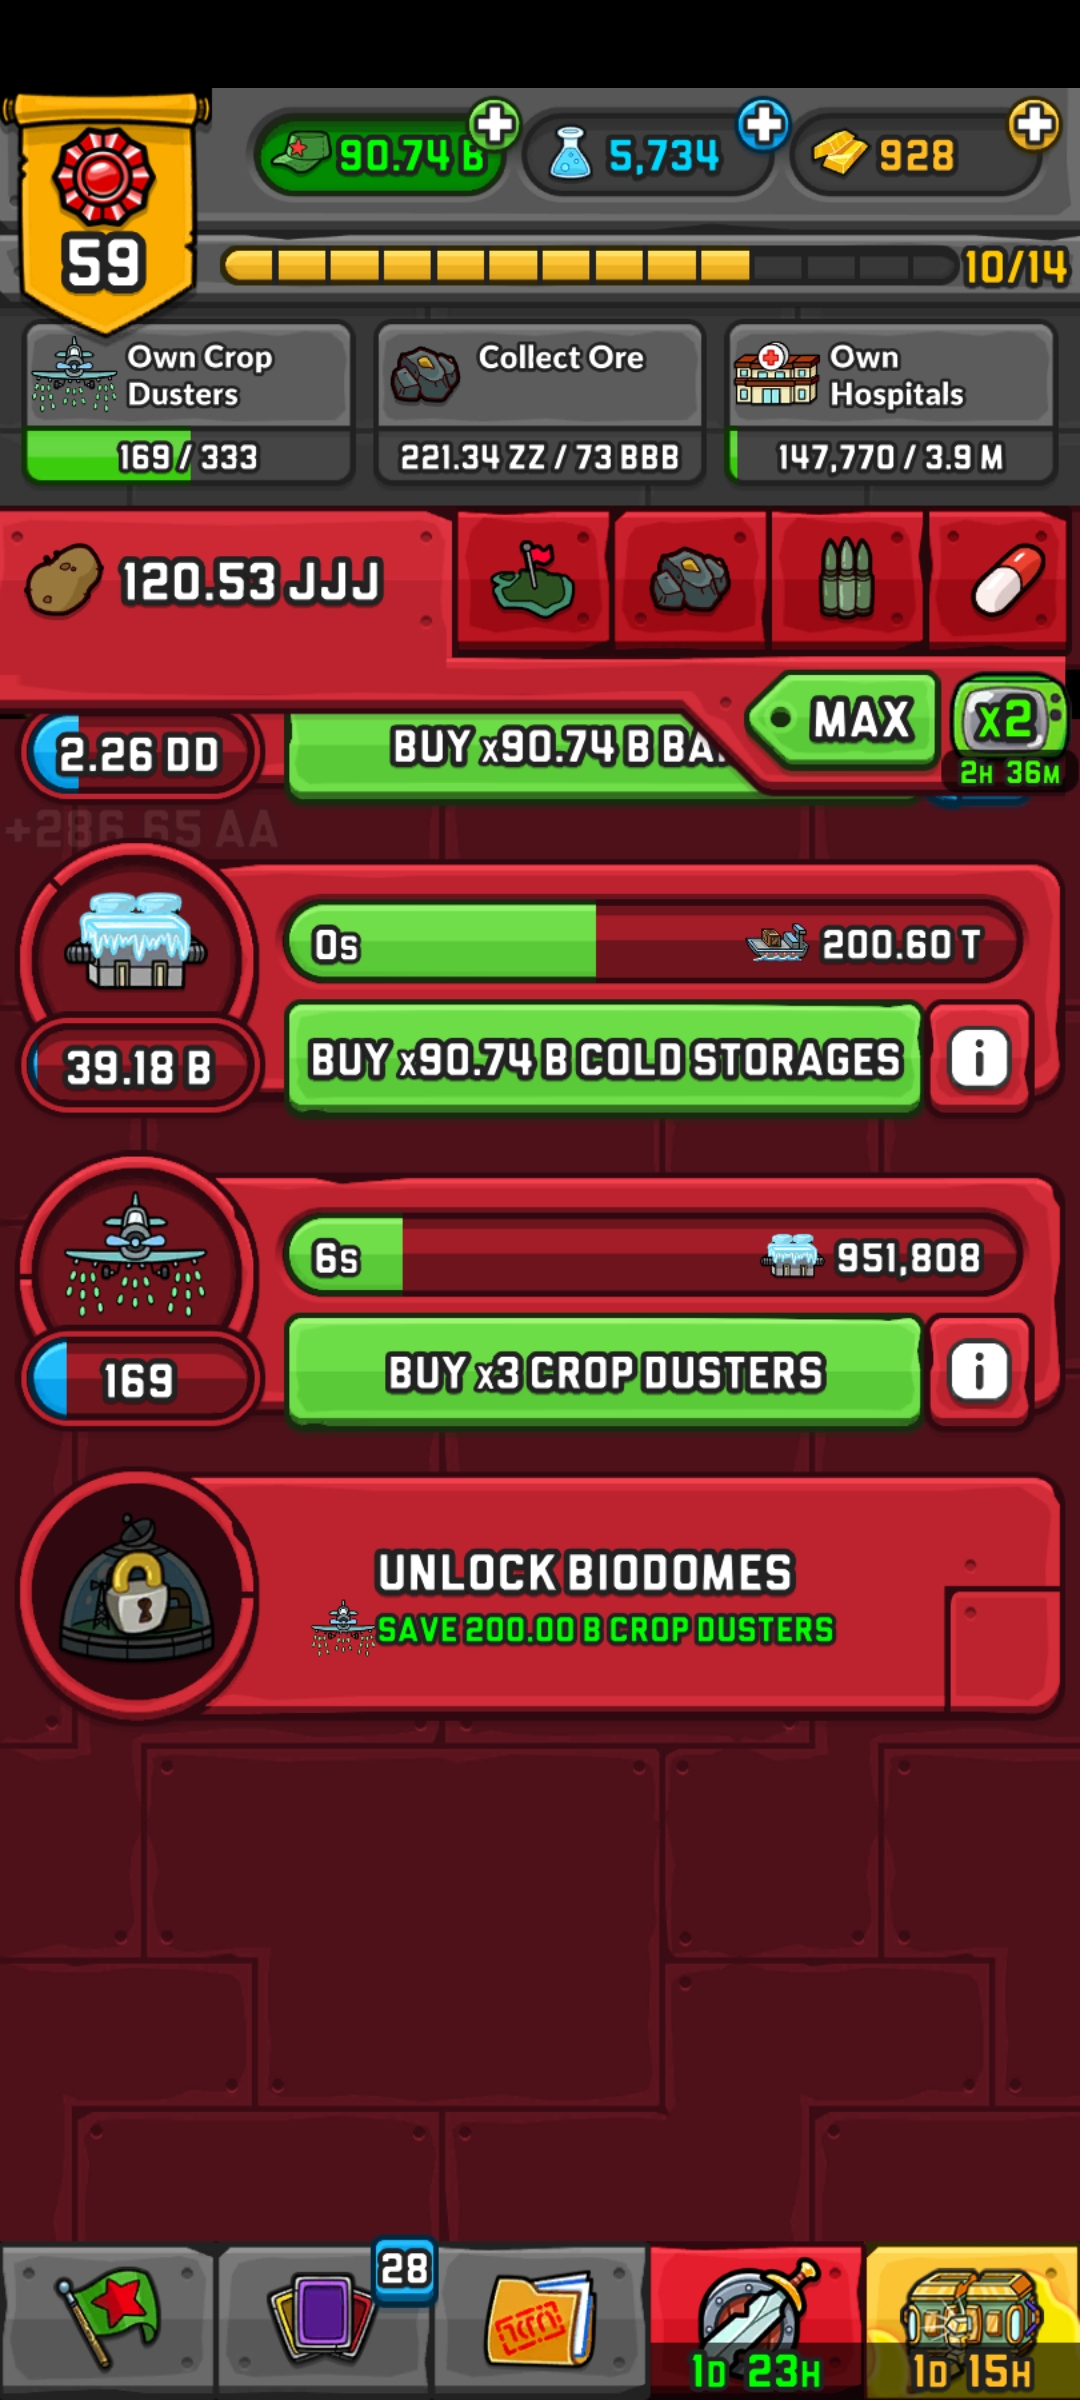 90.74 B
5,734
928
59
10/14
Own Crop
Dusters
169 / 333
Collect Ore
221.34 ZZ / 73 BBB
Own
Hospitals
147,770 / 3.9 M
120.53 JJJ
MAX
x2
2H 36M
2.26 DD
BUY x90.74 B
+286.65 AA
0s
200.60 T
39.18 B
BUY x90.74 B COLD STORAGES
i
6s
951,808
169
BUY x3 CROP DUSTERS
i
UNLOCK BIODOMES
SAVE 200.00 B CROP DUSTERS
28
1D 23H
1D 15H